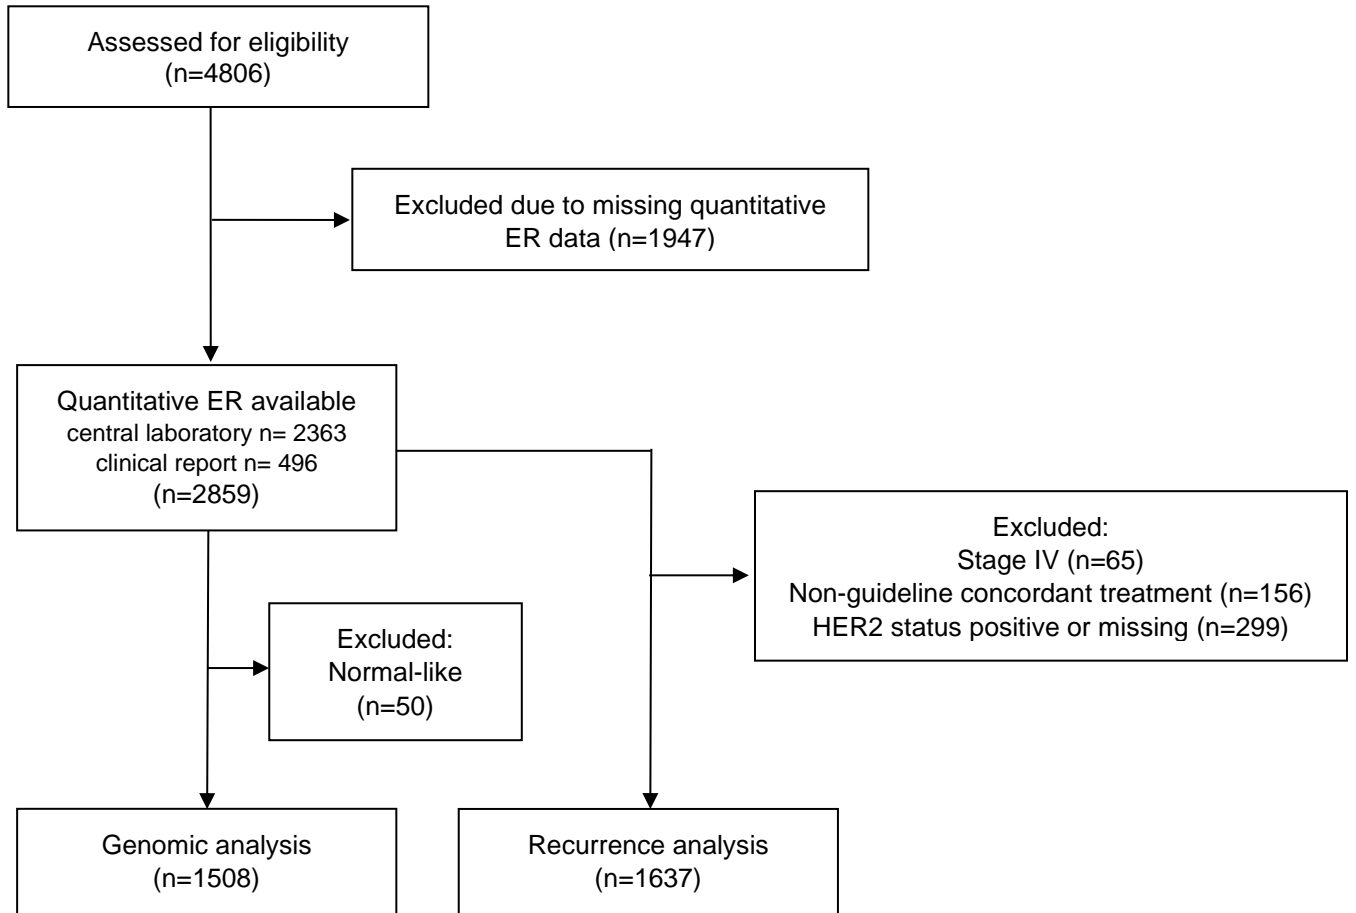 Assessed for eligibility
(n=4806)
Excluded due to missing quantitative
ER data (n=1947)
Quantitative ER available
central laboratory n= 2363
clinical report n= 496
(n=2859)
Excluded:
Stage IV (n=65)
Non-guideline concordant treatment (n=156)
HER2 status positive or missing (n=299)
Excluded:
Normal-like
(n=50)
Genomic analysis
(n=1508)
Recurrence analysis
(n=1637)